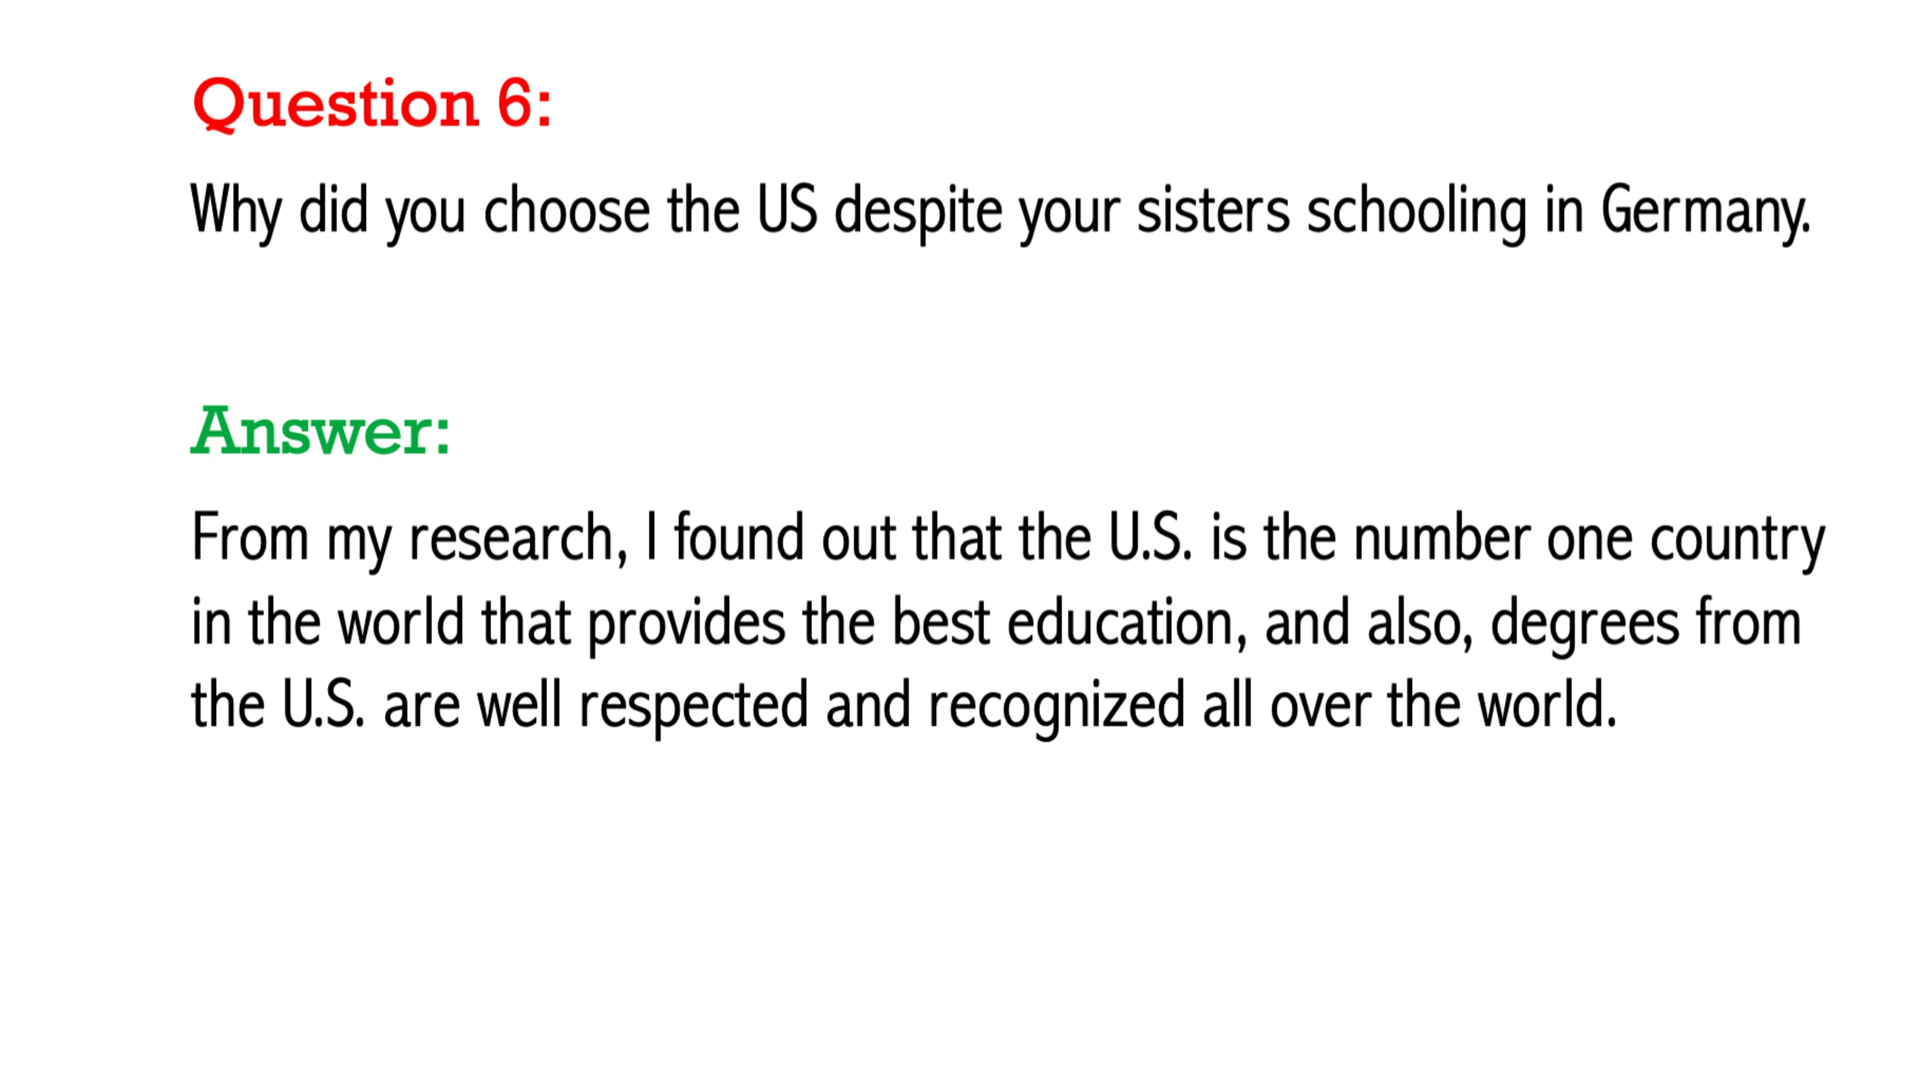 Question 6:
Why did you choose the US despite your sisters schooling in Germany.
Answer:
From my research, I found out that the U.S. is the number one country
in the world that provides the best education, and also, degrees from
the U.S. are well respected and recognized all over the world.